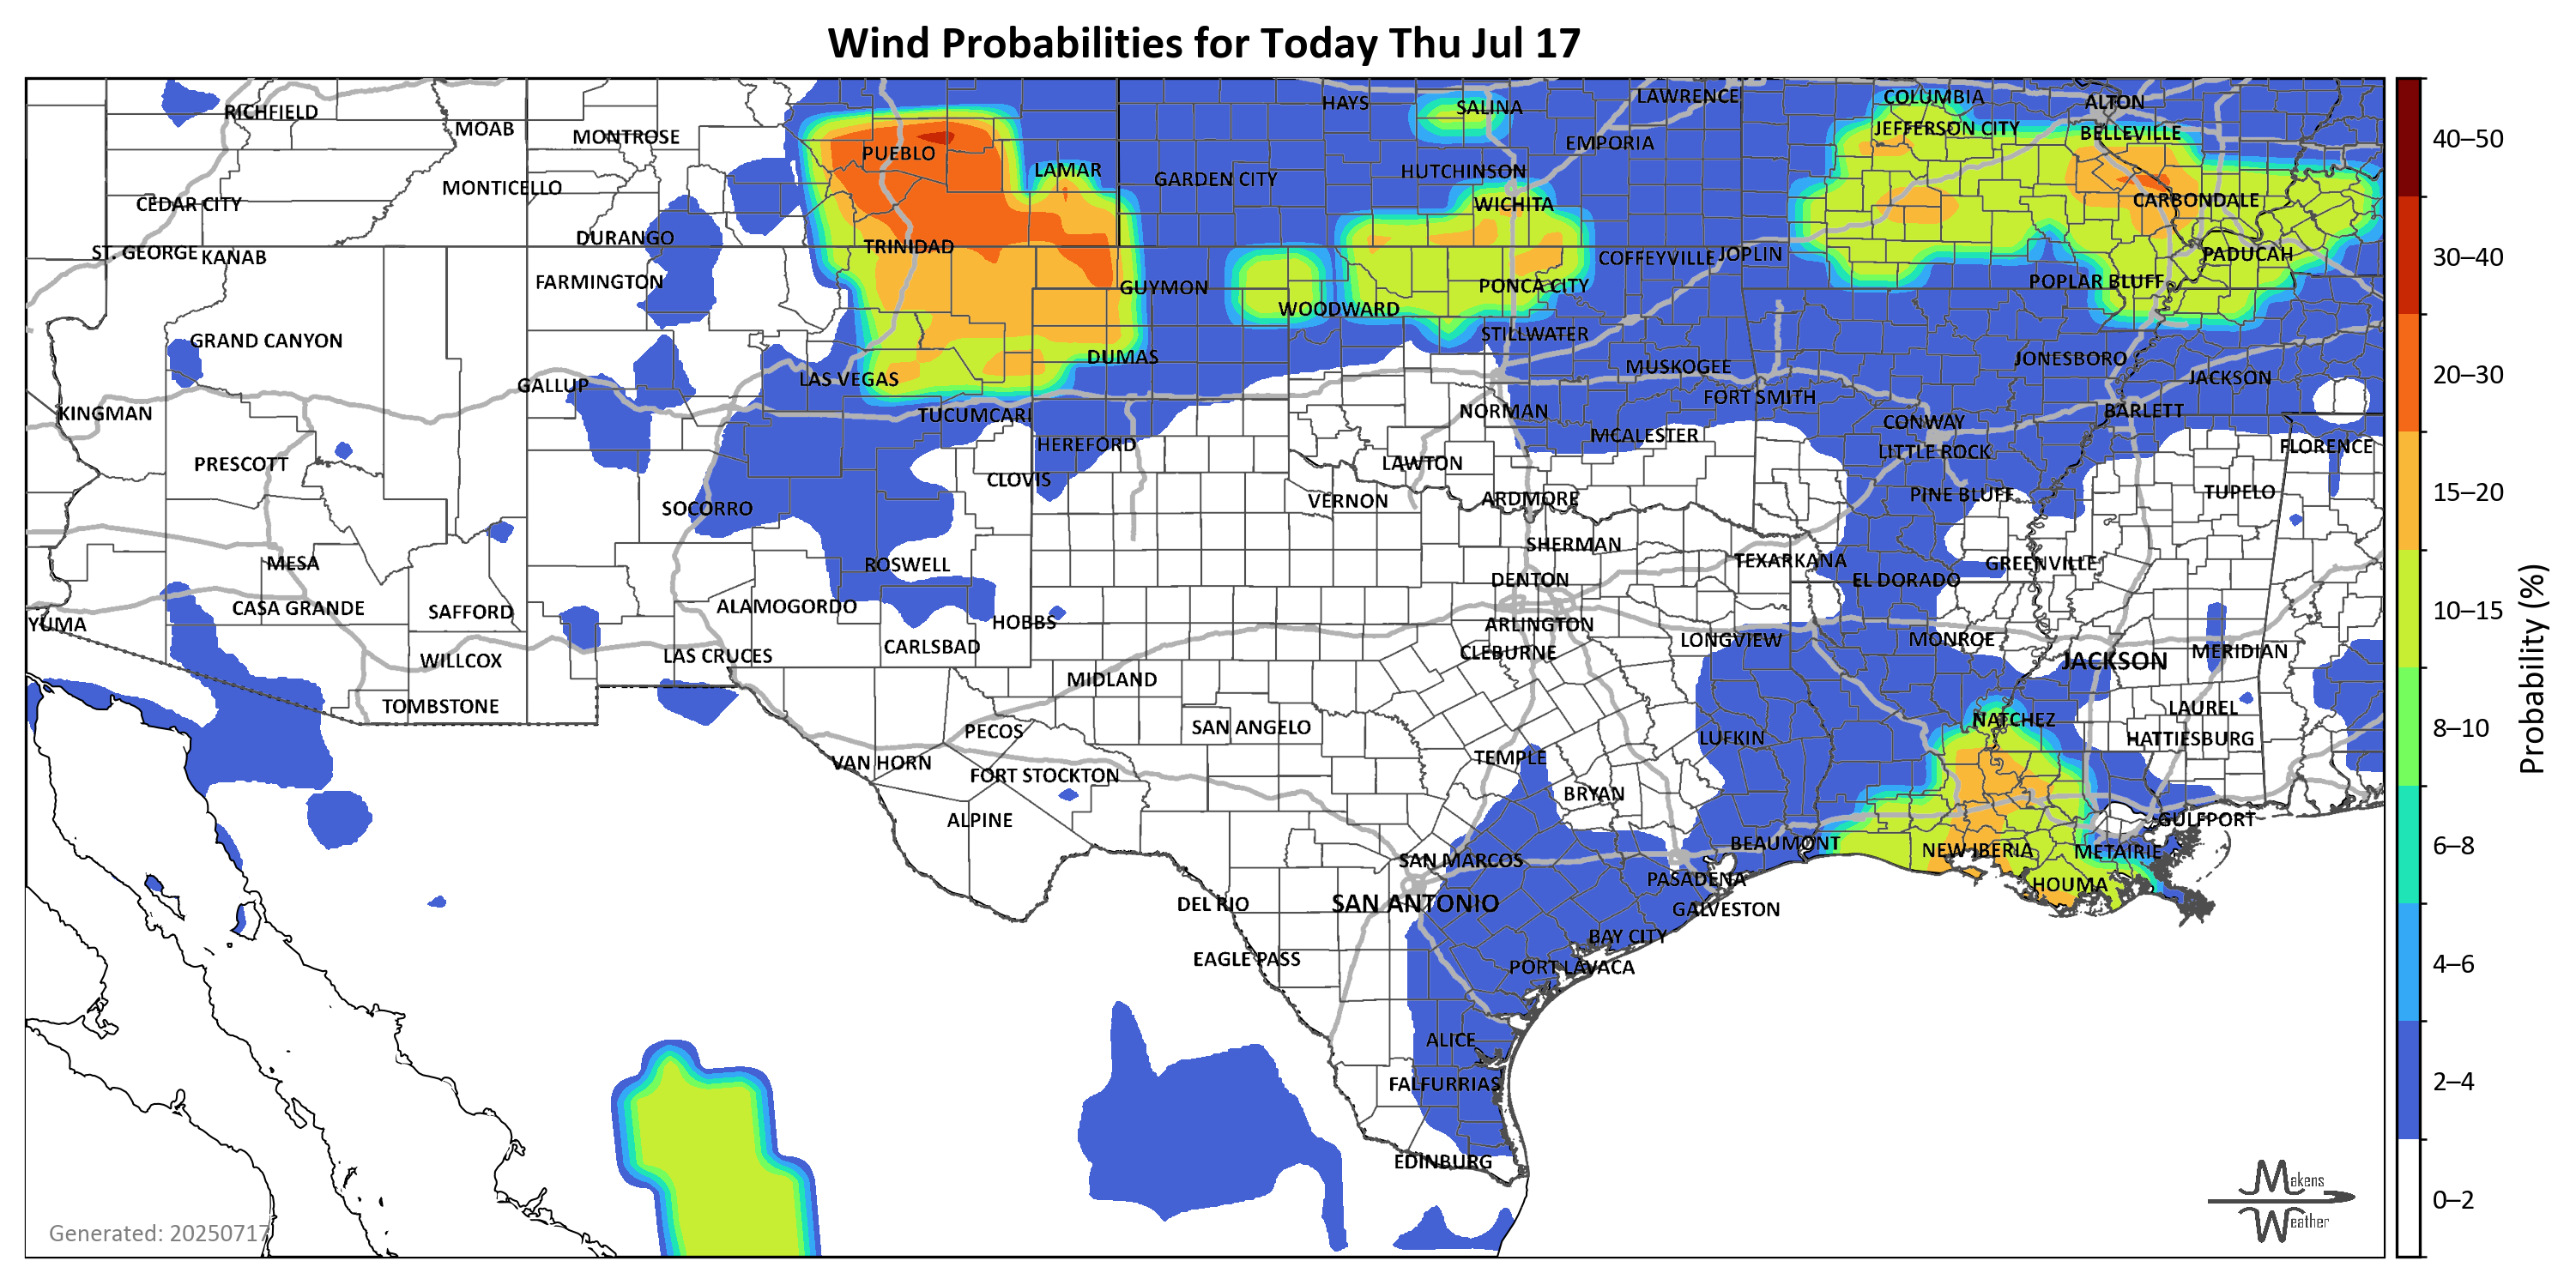 Wind Probabilities for Today Thu Jul 17
HAYS
SALINA
LAWRENCE
COLUMBIA
ALTON
RICHFIELD
MOAB
MONTROSE
EMPORIA
JEFFERSON CITY
BELLEVILLE
PUEBLO
LAMAR
GARDEN CITY
HUTCHINSON
MONTICELLO
CEDAR CITY
WICHITA
CARBONDALE
DURANGO
TRINIDAD
ST. GEORGE
KANAB
COFFEYVILLE
JOPLIN
PADUCAH
FARMINGTON
GUYMON
WOODWARD
PONCA CITY
POPLAR BLUFF
GRAND CANYON
STILLWATER
DUMAS
MUSKOGEE
JONESBORO
GALLUP
LAS VEGAS
FORT SMITH
JACKSON
KINGMAN
TUCUMCARI
NORMAN
BARLETT
HEREFORD
MCALESTER
CONWAY
LITTLE ROCK
FLORENCE
PRESCOTT
CLOVIS
LAWTON
SOCORRO
VERNON
ARDMORE
PINE BLUFF
TUPELO
MESA
ROSWELL
SHERMAN
TEXARKANA
GREENVILLE
DENTON
EL DORADO
YUMA
CASA GRANDE
SAFFORD
ALAMOGORDO
HOBBS
ARLINGTON
WILLCOX
LAS CRUCES
CARLSBAD
CLEBURNE
LONGVIEW
MONROE
JACKSON
MERIDIAN
TOMBSTONE
MIDLAND
PECOS
SAN ANGELO
LUFKIN
NATCHEZ
LAUREL
HATTIESBURG
VAN HORN
FORT STOCKTON
TEMPLE
BRYAN
ALPINE
GULFPORT
SAN MARCOS
BEAUMONT
NEW IBERIA
METAIRIE
DEL RIO
SAN ANTONIO
PASADENA
GALVESTON
HOUMA
EAGLE PASS
BAY CITY
PORT LAVACA
ALICE
FALFURRIAS
EDINBURG
Generated: 20250717
Makens
Weather
40–50
30–40
20–30
15–20
10–15
8–10
6–8
4–6
2–4
0–2
Probability (%)